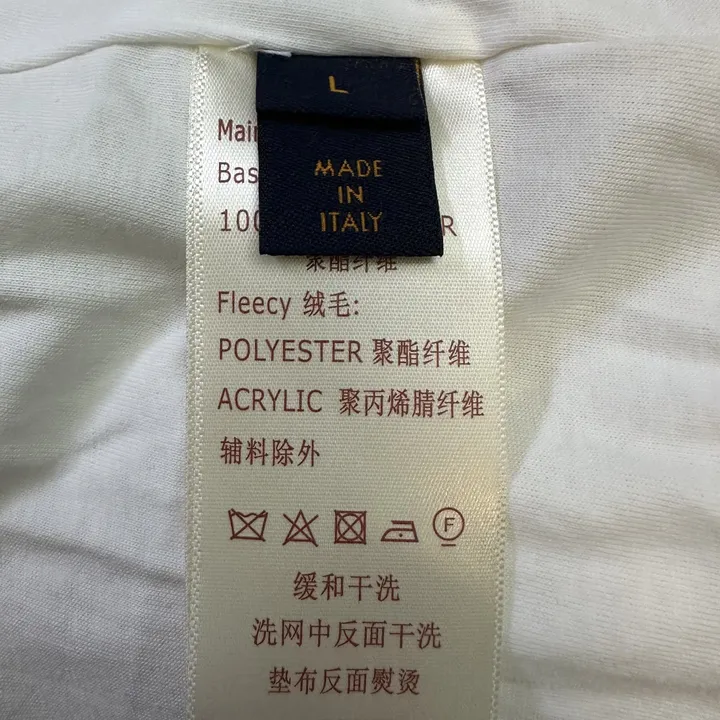 L
MADE
IN
ITALY
聚酯纤维
Fleecy 绒毛:
POLYESTER 聚酯纤维
ACRYLIC 聚丙烯腈纤维
辅料除外
F
缓和干洗
洗网中反面干洗
垫布反面熨烫